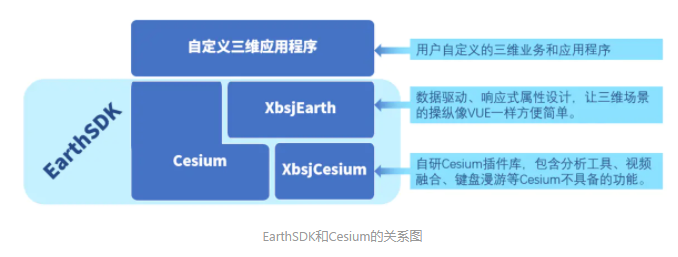 自定义三维应用程序
用户自定义的三维业务和应用程序
EarthSDK
XbsjEarth
数据驱动、响应式属性设计，让三维场景
的操纵像VUE一样方便简单。
Cesium
XbsjCesium
自研Cesium插件库，包含分析工具、视频
融合、键盘漫游等Cesium不具备的功能。
EarthSDK和Cesium的关系图